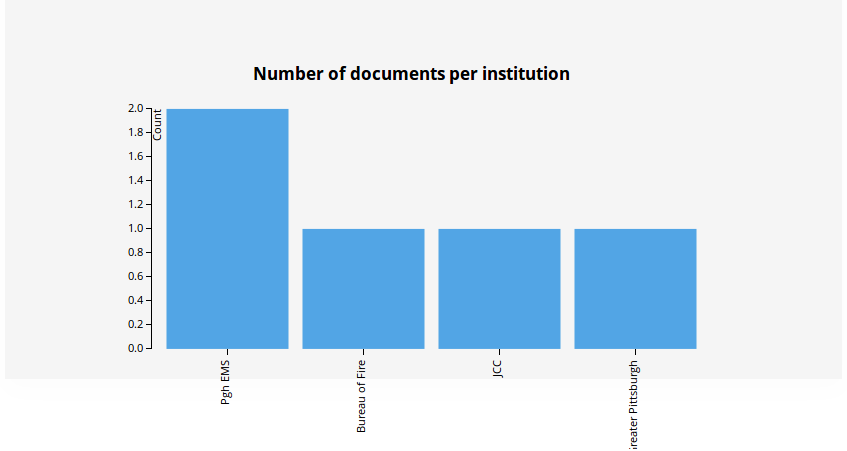 Number of documents per institution
Count
2.0
1.8
1.6
1.4
1.2
1.0
0.8
0.6
0.4
0.2
0.0
Pgh EMS
Bureau of Fire
JCC
Pittsburgh